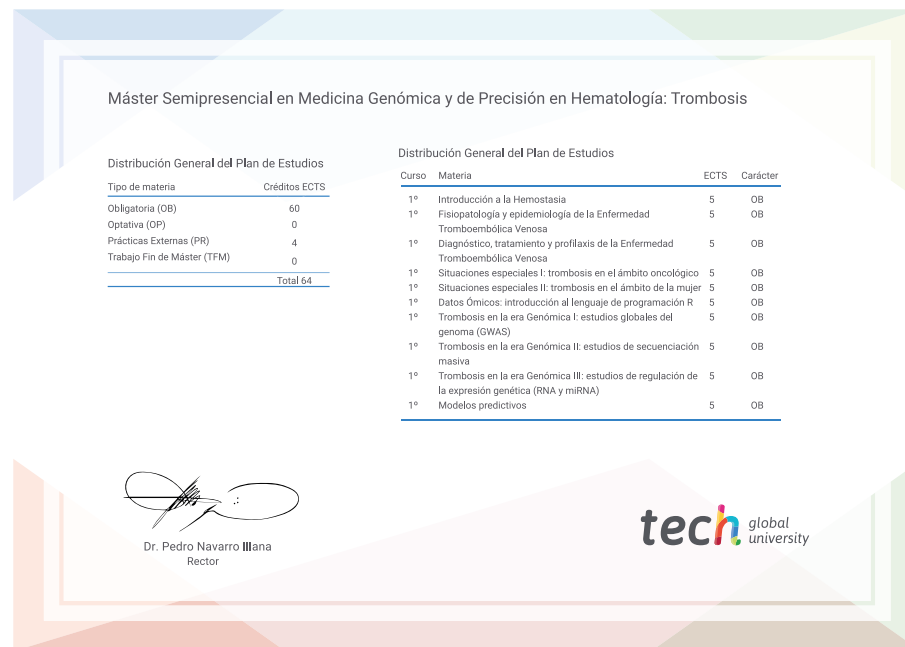 Máster Semipresencial en Medicina Genómica y de Precisión en Hematología: Trombosis
Distribución General del Plan de Estudios
Tipo de materia Créditos ECTS
Obligatoria (OB) 60
Optativa (OP) 0
Prácticas Externas (PR) 4
Trabajo Fin de Máster (TFM) 0
Total 64
Distribución General del Plan de Estudios
Curso Materia ECTS Carácter
1º Introducción a la Hemostasia 5 OB
1º Fisiopatología y epidemiología de la Enfermedad 5 OB
Tromboembólica Venosa
1º Diagnóstico, tratamiento y profilaxis de la Enfermedad 5 OB
Tromboembólica Venosa
1º Situaciones especiales I: trombosis en el ámbito oncológico 5 OB
1º Situaciones especiales II: trombosis en el ámbito de la mujer 5 OB
1º Datos Ómicos: introducción al lenguaje de programación R 5 OB
1º Trombosis en la era Genómica I: estudios globales del 5 OB
genoma (GWAS)
1º Trombosis en la era Genómica II: estudios de secuenciación 5 OB
masiva
1º Trombosis en la era Genómica III: estudios de regulación de 5 OB
la expresión genética (RNA y miRNA)
1º Modelos predictivos 5 OB
Dr. Pedro Navarro Illana
Rector
tech global
university